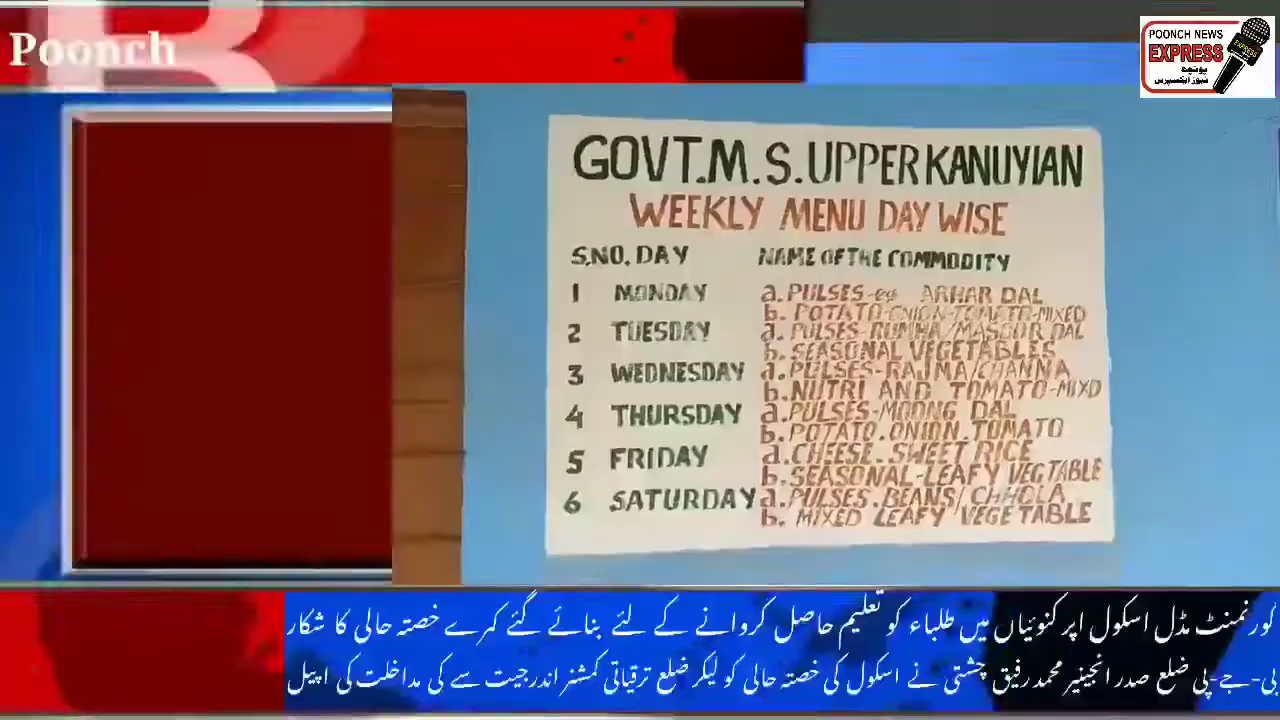 Poonch
POONCH NEWS
EXPRESS
پونچھ
نیوز ایکسپریس
GOVT.M.S.UPPER KANUYIAN
WEEKLY MENU DAY WISE
S.NO. DAY NAME OF THE COMMODITY
1 MONDAY a. PULSES-eg ARHAR DAL
b. POTATO-ONION-TOMATO-MIXED
2 TUESDAY a. PULSES-RUNHA/MASOOR DAL
b. SEASONAL VEGETABLES
3 WEDNESDAY a. PULSES-RAJMA/CHANNA
b. NUTRI AND TOMATO-MIXD
4 THURSDAY a. PULSES-MOONG DAL
b. POTATO.ONION.TOMATO
5 FRIDAY a. CHEESE-SWEET RICE
b. SEASONAL-LEAFY VEGTABLE
6 SATURDAY a. PULSES.BEANS/CHHOLA
b. MIXED LEAFY VEGETABLE
گورنمنٹ مڈل اسکول اپر کنوئیاں میں طلباء کو تعلیم حاصل کروانے کے لئے بنائے گئے کمرے خصتہ حالی کا شکار
بی-جے-پی ضلع صدر انجینیر محمد رفیق چشتی نے اسکول کی خصتہ حالی کو لیکر ضلع ترقیاتی کمشنر اندرجیت سے کی مداخلت کی اپیل